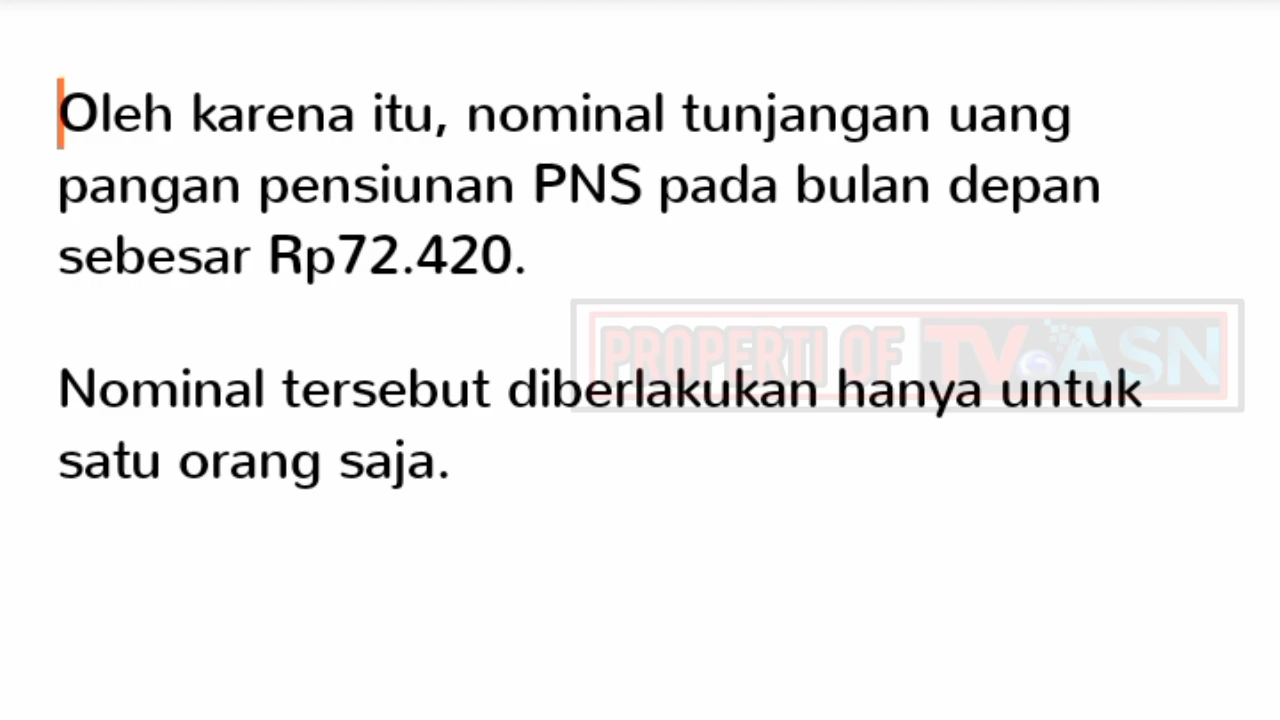 Oleh karena itu, nominal tunjangan uang
pangan pensiunan PNS pada bulan depan
sebesar Rp72.420.
PROPERTI OF TV ASN
Nominal tersebut diberlakukan hanya untuk
satu orang saja.